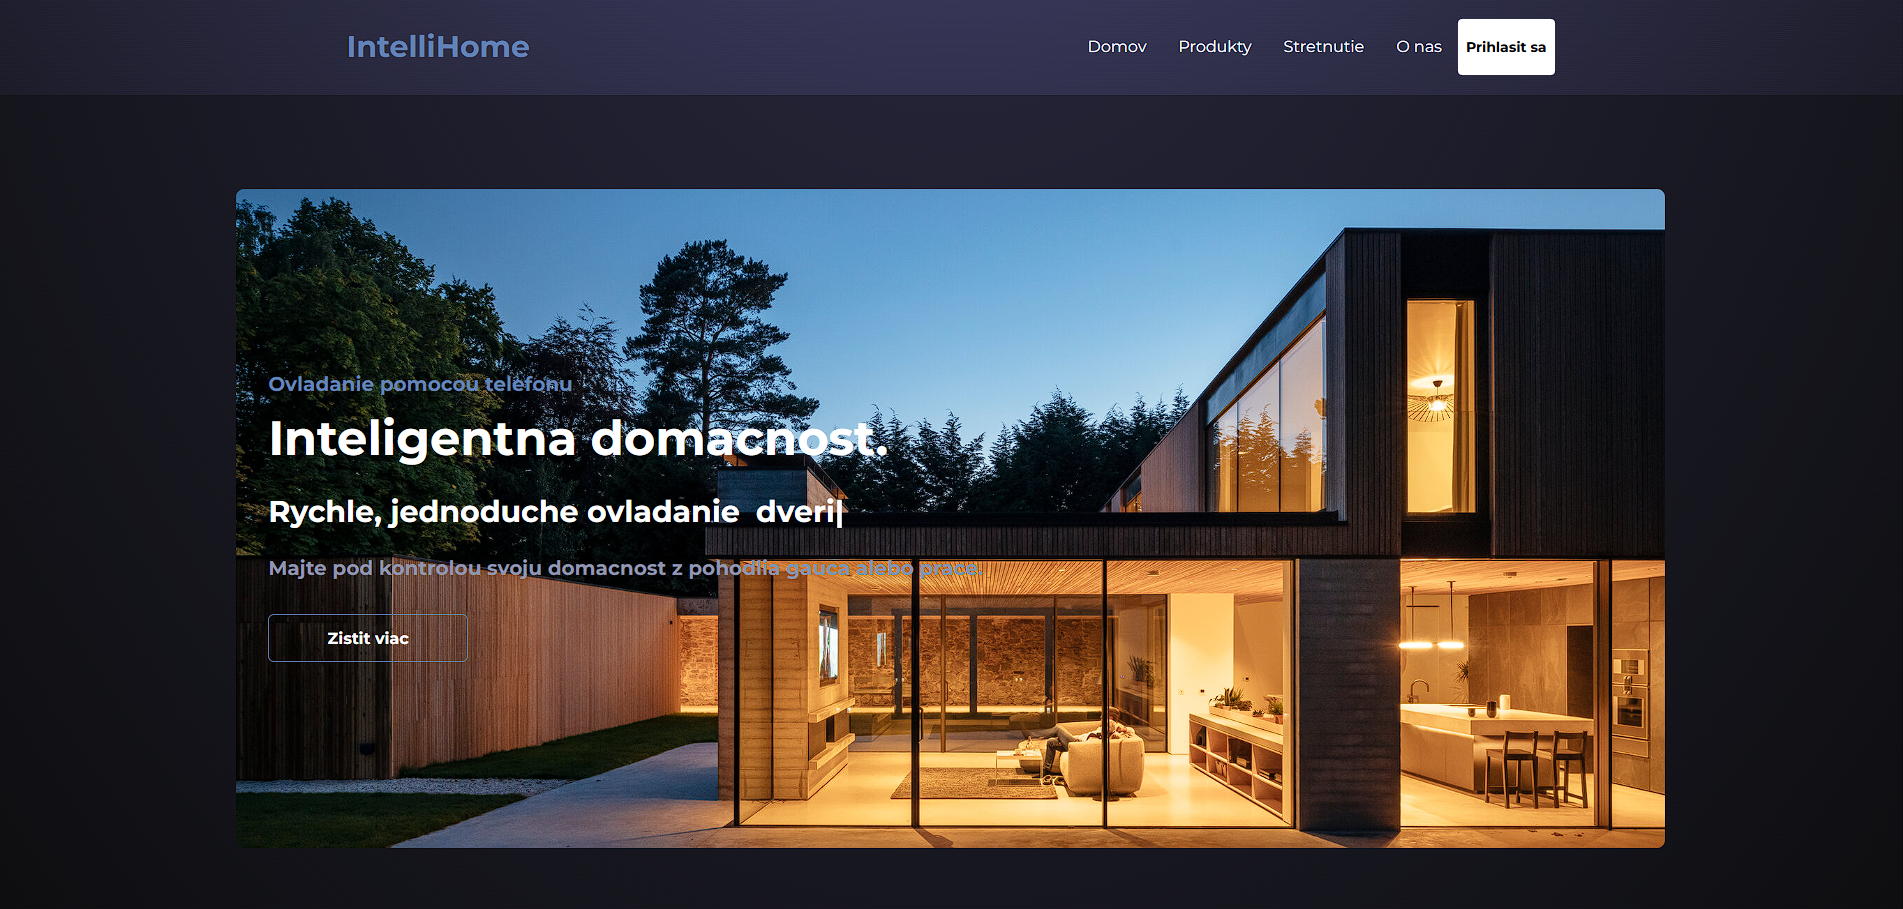 IntelliHome
Domov Produkty Stretnutie O nas Prihlasit sa
Ovladanie pomocou telefonu
Inteligentna domacnost.
Rychle, jednoduche ovladanie dveri|
Majte pod kontrolou svoju domacnost z pohodlia gauca alebo prace.
Zistit viac